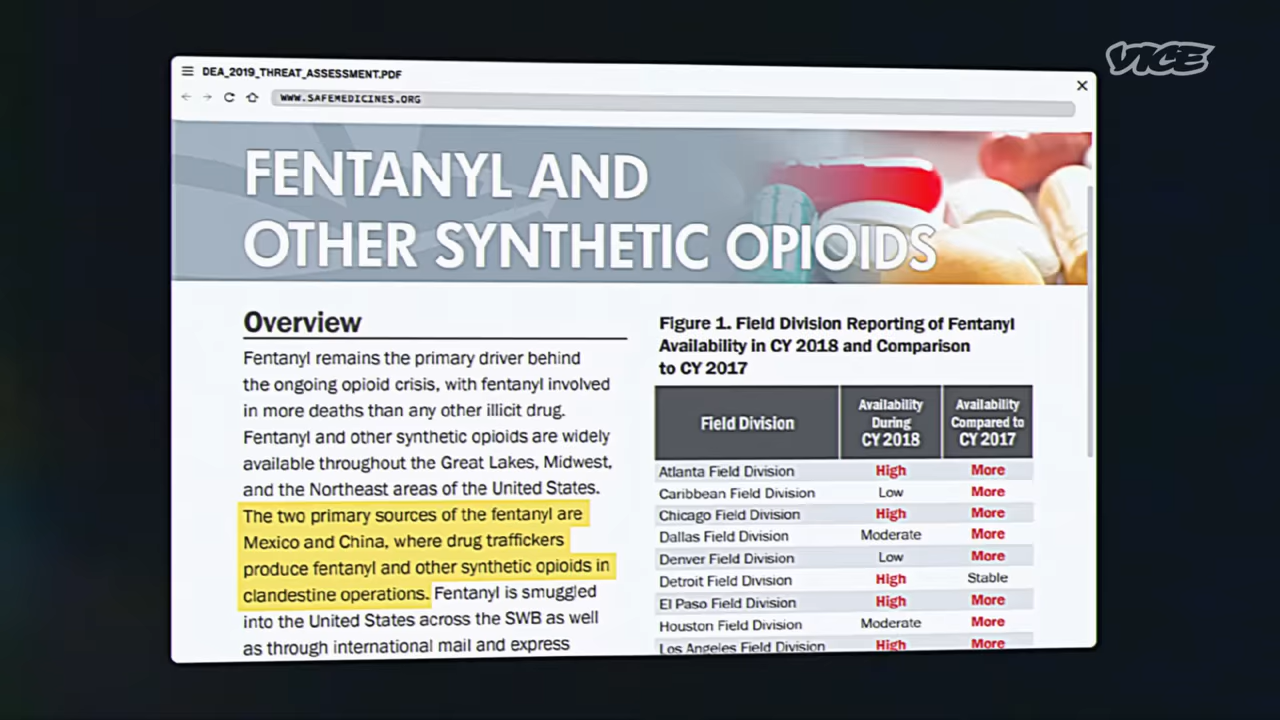 VICE
DEA_2019_THREAT_ASSESSMENT.PDF
WWW.SAFEMEDICINES.ORG
FENTANYL AND
OTHER SYNTHETIC OPIOIDS
Overview
Fentanyl remains the primary driver behind
the ongoing opioid crisis, with fentanyl involved
in more deaths than any other illicit drug.
Fentanyl and other synthetic opioids are widely
available throughout the Great Lakes, Midwest,
and the Northeast areas of the United States.
The two primary sources of the fentanyl are
Mexico and China, where drug traffickers
produce fentanyl and other synthetic opioids in
clandestine operations. Fentanyl is smuggled
into the United States across the SWB as well
as through international mail and express
Figure 1. Field Division Reporting of Fentanyl
Availability in CY 2018 and Comparison
to CY 2017
Field Division Availability During CY 2018 Availability Compared to CY 2017
Atlanta Field Division High More
Caribbean Field Division Low More
Chicago Field Division High More
Dallas Field Division Moderate More
Denver Field Division Low More
Detroit Field Division High Stable
El Paso Field Division High More
Houston Field Division Moderate More
Los Angeles Field Division High More